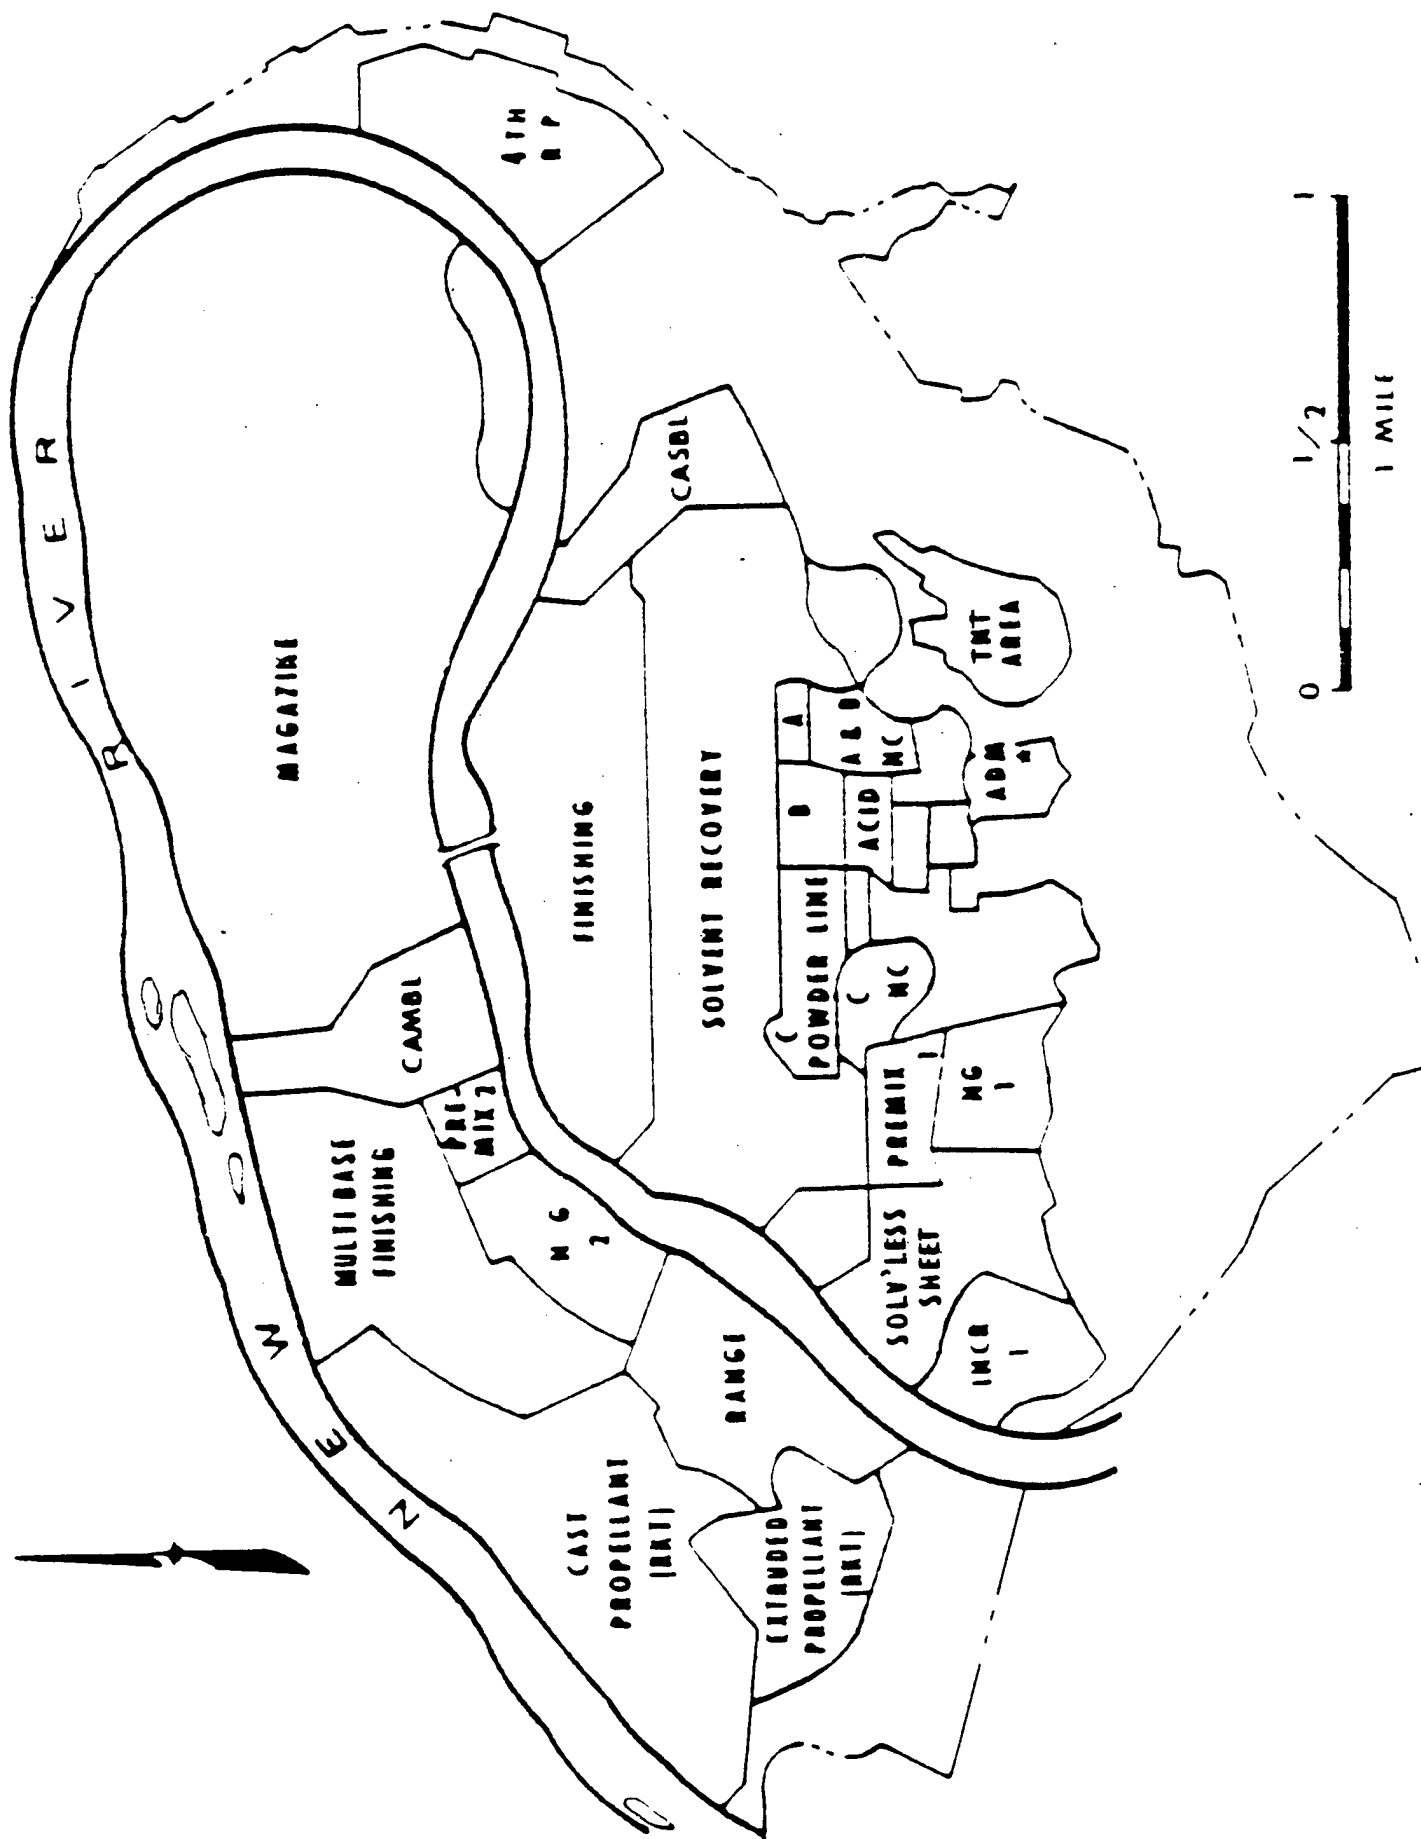 NEW RIVER
4TH
R P
MAGAZINE
CASBL
CAMBL
FINISHING
SOLVENT RECOVERY
MULTI BASE
FINISHING
PRE-
MIX 2
N G
2
RANGE
CAST
PROPELLANT
(RKT)
EXTRUDED
PROPELLANT
(RKT)
A
B
A & B
NC
ACID
C
POWDER LINE
C
NC
TNT
AREA
ADM
★
PREMIX 1
NG
1
SOLV'LESS
SHEET
INCR
1
0 1/2 1
1 MILE